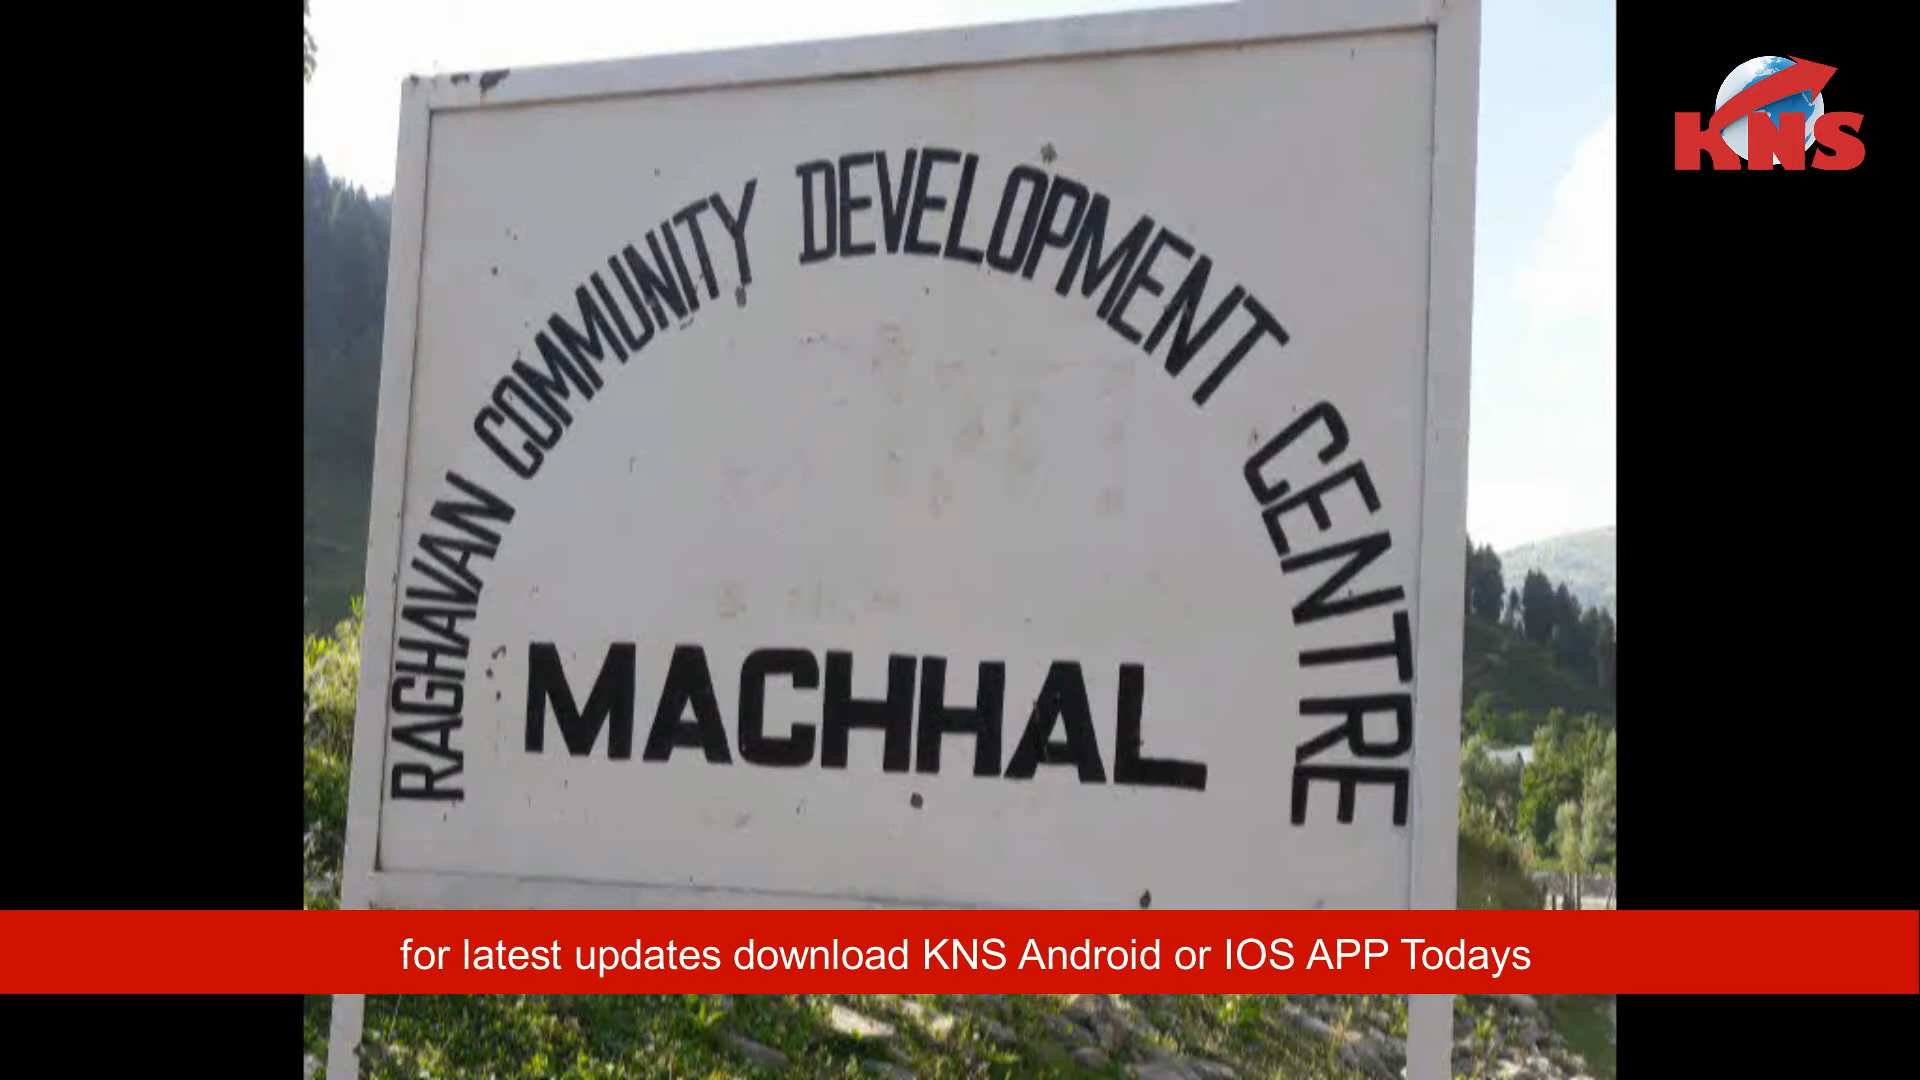 KNS
RAGHAVAN COMMUNITY DEVELOPMENT CENTRE
MACHHAL
for latest updates download KNS Android or IOS APP Todays